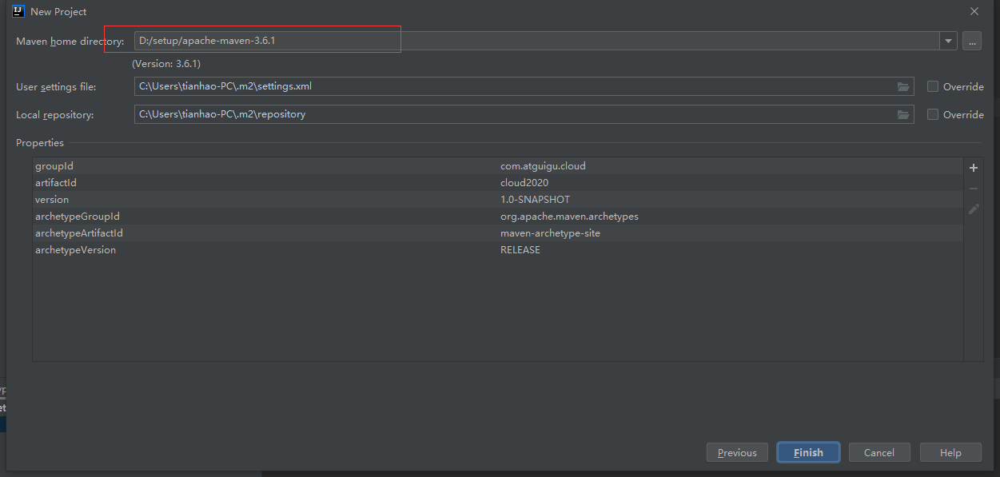 New Project
Maven home directory: D:/setup/apache-maven-3.6.1 ...
(Version: 3.6.1)
User settings file: C:\Users\tianhao-PC\.m2\settings.xml Override
Local repository: C:\Users\tianhao-PC\.m2\repository Override
Properties
groupId com.atguigu.cloud
artifactId cloud2020
version 1.0-SNAPSHOT
archetypeGroupId org.apache.maven.archetypes
archetypeArtifactId maven-archetype-site
archetypeVersion RELEASE
Previous Finish Cancel Help